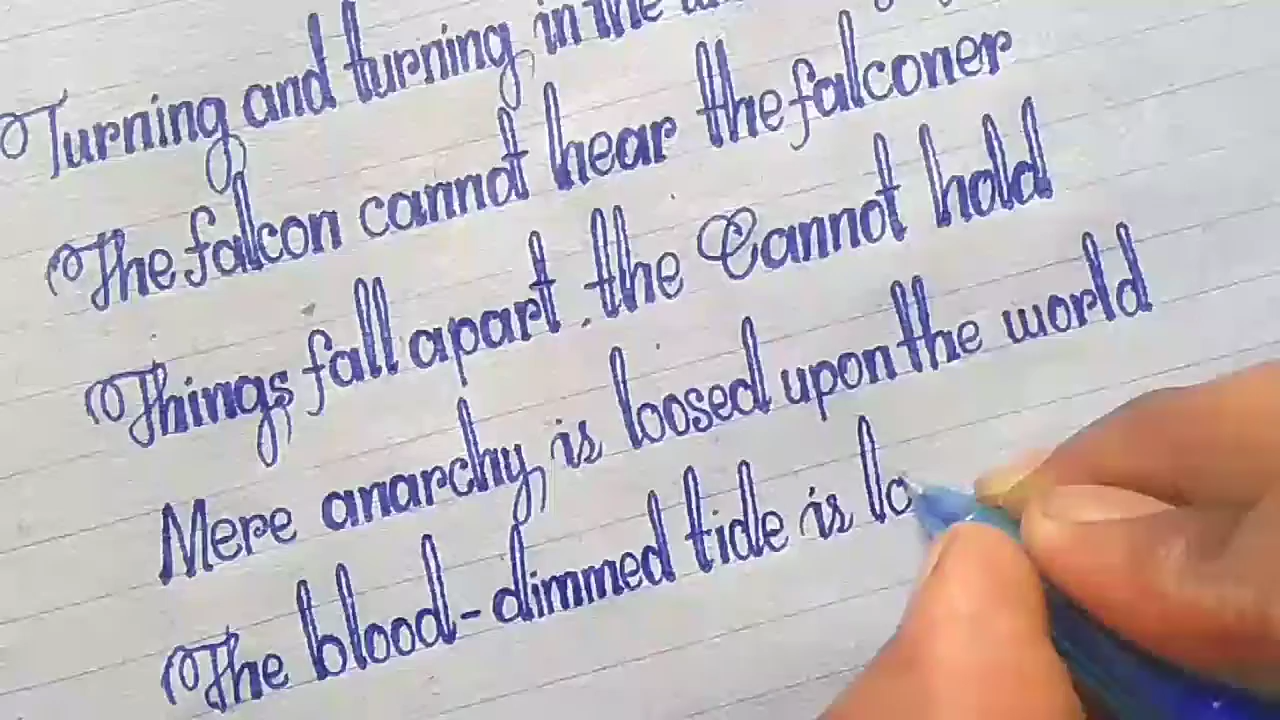 Turning and turning in the
The falcon cannot hear the falconer
Things fall apart . the Cannot hold
Mere anarchy is loosed upon the world
The blood-dimmed tide is lo